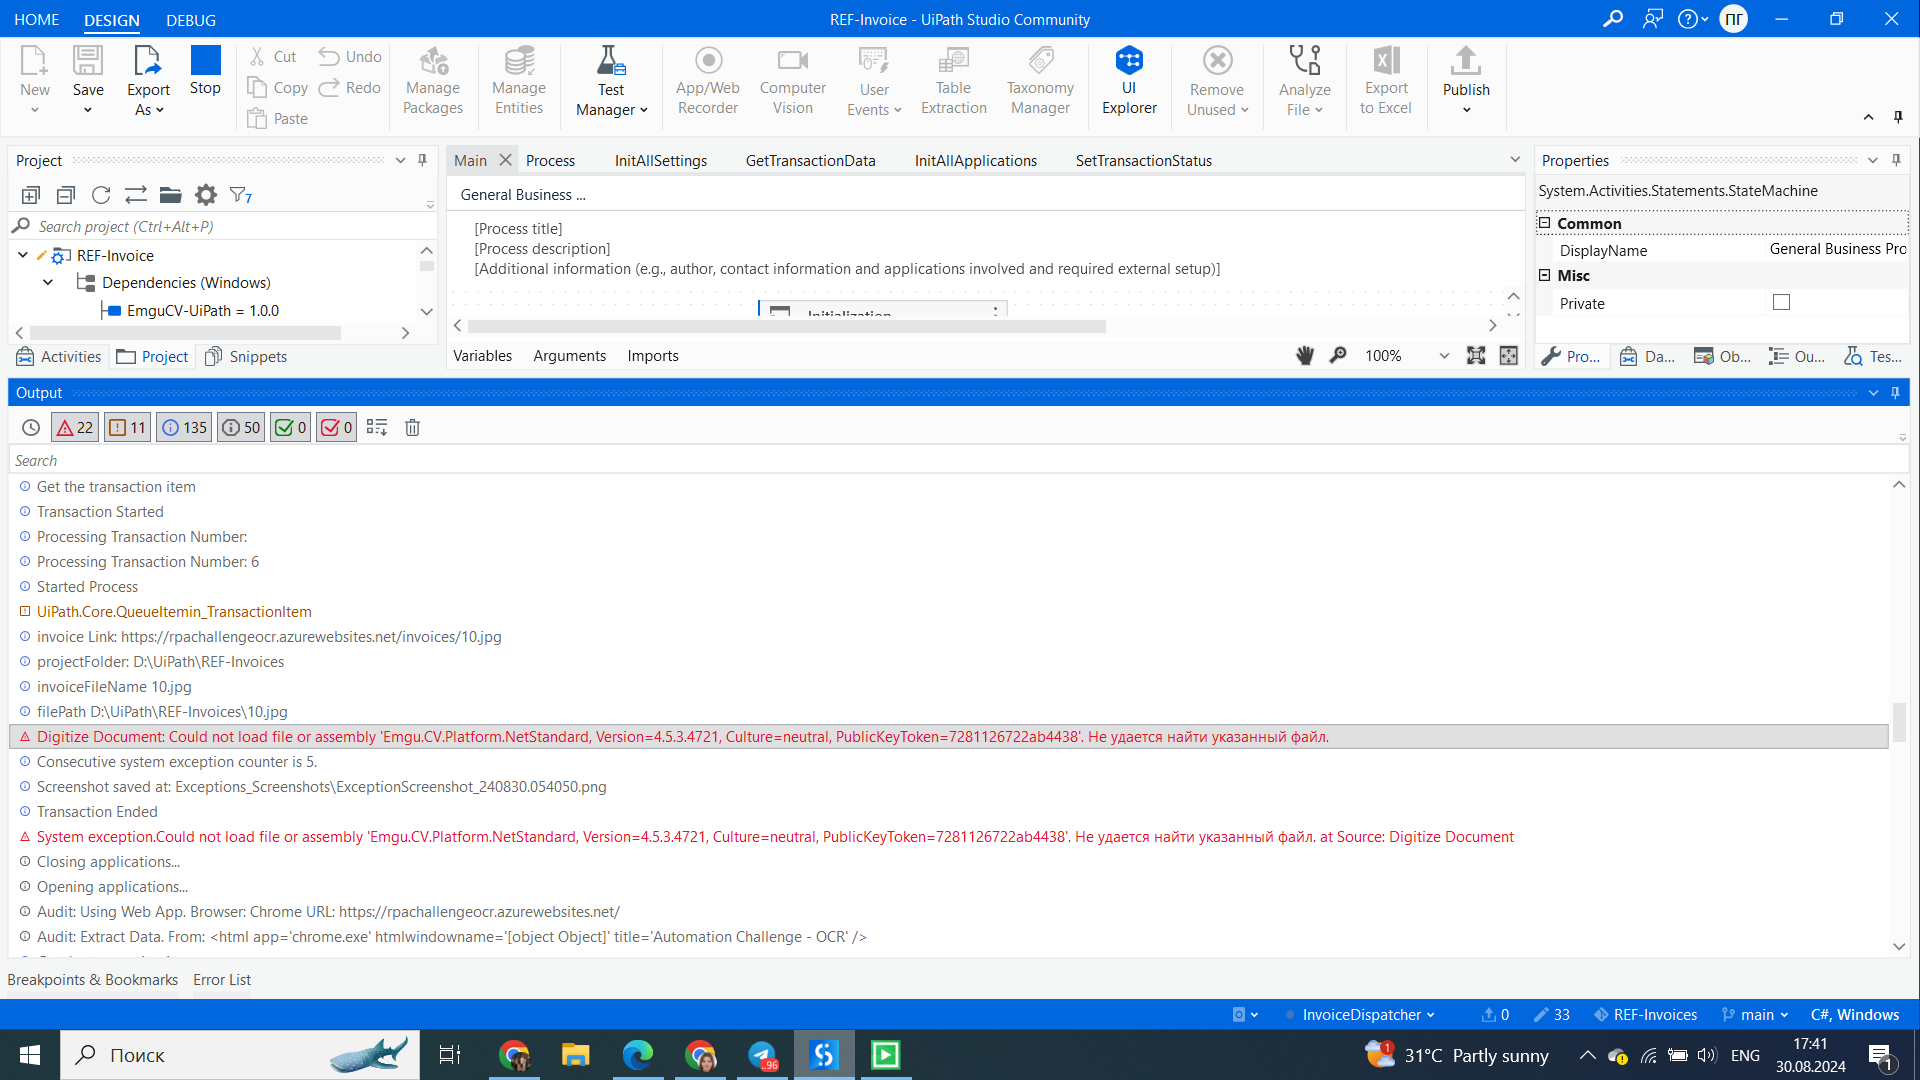 HOME DESIGN DEBUG REF-Invoice - UiPath Studio Community ПГ
New Save Export As Stop Cut Copy Paste Undo Redo Manage Packages Manage Entities Test Manager App/Web Recorder Computer Vision User Events Table Extraction Taxonomy Manager UI Explorer Remove Unused Analyze File Export to Excel Publish
Project
7
Search project (Ctrl+Alt+P)
REF-Invoice
Dependencies (Windows)
EmguCV-UiPath = 1.0.0
Activities Project Snippets
Main Process InitAllSettings GetTransactionData InitAllApplications SetTransactionStatus
General Business ...
[Process title]
[Process description]
[Additional information (e.g., author, contact information and applications involved and required external setup)]
Initialization
Variables Arguments Imports 100%
Properties
System.Activities.Statements.StateMachine
Common
DisplayName General Business Pro
Misc
Private
Pro... Da... Ob... Ou... Tes...
Output
22 11 135 50 0 0
Search
Get the transaction item
Transaction Started
Processing Transaction Number:
Processing Transaction Number: 6
Started Process
UiPath.Core.QueueItemin_TransactionItem
invoice Link: https://rpachallengeocr.azurewebsites.net/invoices/10.jpg
projectFolder: D:\UiPath\REF-Invoices
invoiceFileName 10.jpg
filePath D:\UiPath\REF-Invoices\10.jpg
Digitize Document: Could not load file or assembly 'Emgu.CV.Platform.NetStandard, Version=4.5.3.4721, Culture=neutral, PublicKeyToken=7281126722ab4438'. Не удается найти указанный файл.
Consecutive system exception counter is 5.
Screenshot saved at: Exceptions_Screenshots\ExceptionScreenshot_240830.054050.png
Transaction Ended
System exception.Could not load file or assembly 'Emgu.CV.Platform.NetStandard, Version=4.5.3.4721, Culture=neutral, PublicKeyToken=7281126722ab4438'. Не удается найти указанный файл. at Source: Digitize Document
Closing applications...
Opening applications...
Audit: Using Web App. Browser: Chrome URL: https://rpachallengeocr.azurewebsites.net/
Audit: Extract Data. From: <html app='chrome.exe' htmlwindowname='[object Object]' title='Automation Challenge - OCR' />
Breakpoints & Bookmarks Error List
InvoiceDispatcher 0 33 REF-Invoices main C#, Windows
Поиск ..96 1 31°C Partly sunny ENG 17:41 1
30.08.2024